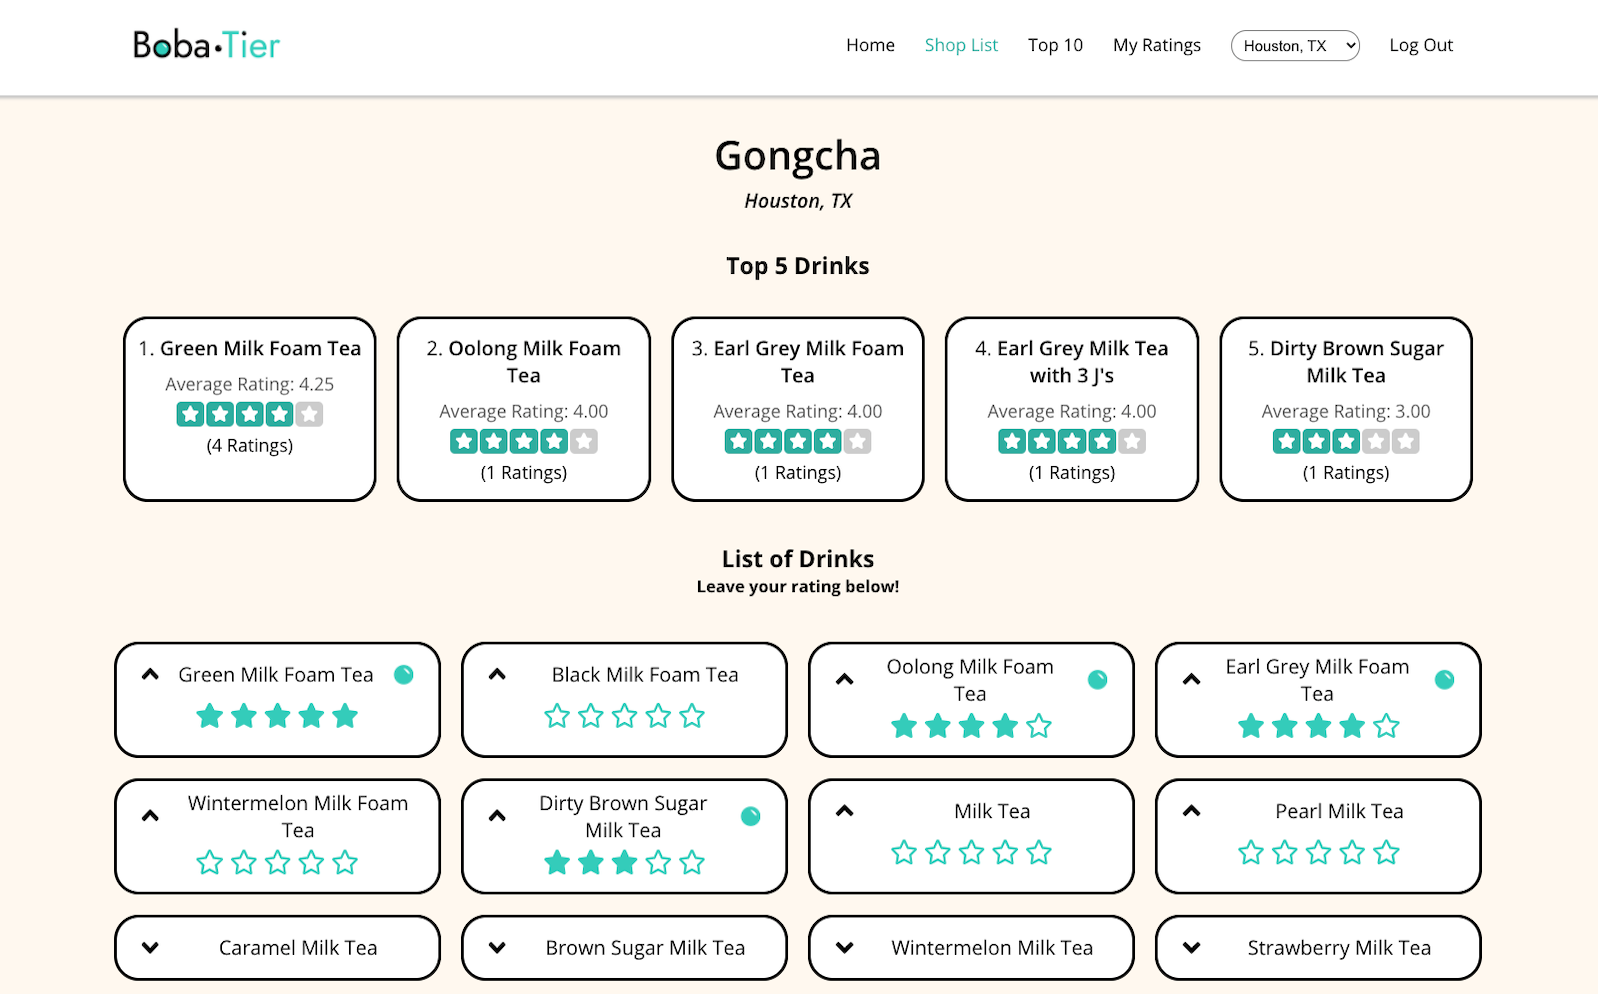 Boba•Tier
Home Shop List Top 10 My Ratings Houston, TX Log Out
Gongcha
Houston, TX
Top 5 Drinks
1. Green Milk Foam Tea
Average Rating: 4.25
(4 Ratings)
2. Oolong Milk Foam
Tea
Average Rating: 4.00
(1 Ratings)
3. Earl Grey Milk Foam
Tea
Average Rating: 4.00
(1 Ratings)
4. Earl Grey Milk Tea
with 3 J's
Average Rating: 4.00
(1 Ratings)
5. Dirty Brown Sugar
Milk Tea
Average Rating: 3.00
(1 Ratings)
List of Drinks
Leave your rating below!
Green Milk Foam Tea
Black Milk Foam Tea
Oolong Milk Foam
Tea
Earl Grey Milk Foam
Tea
Wintermelon Milk Foam
Tea
Dirty Brown Sugar
Milk Tea
Milk Tea
Pearl Milk Tea
Caramel Milk Tea
Brown Sugar Milk Tea
Wintermelon Milk Tea
Strawberry Milk Tea